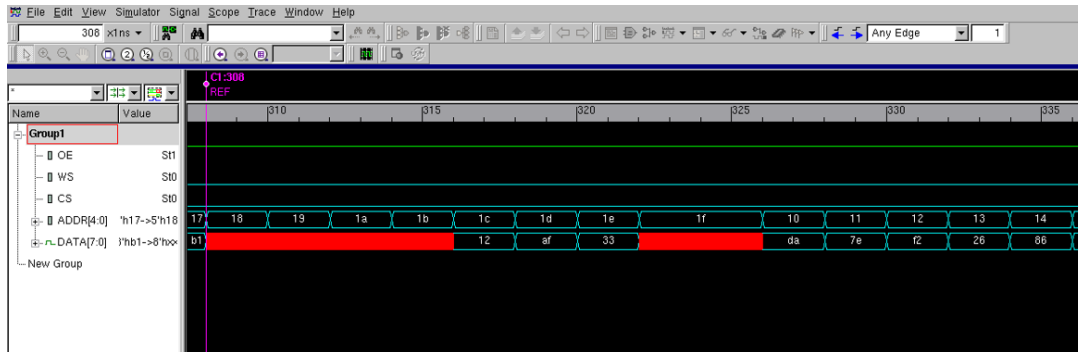 File Edit View Simulator Signal Scope Trace Window Help
308 x1ns Any Edge 1
C1:308
REF
*
Name Value 310 315 320 325 330 335
Group1
OE St1
WS St0
CS St0
ADDR[4:0] 'h17->5'h18 17 18 19 1a 1b 1c 1d 1e 1f 10 11 12 13 14
DATA[7:0] 'hb1->8'hxx b1 12 af 33 da 7e f2 26 86
New Group